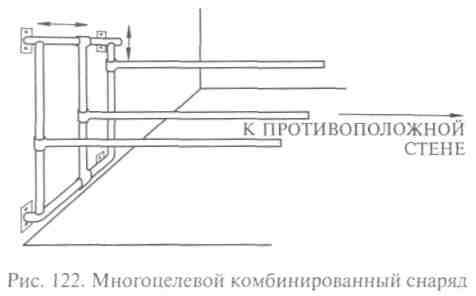 К ПРОТИВОПОЛОЖНОЙ
СТЕНЕ
Рис. 122. Многоцелевой комбинированный снаряд